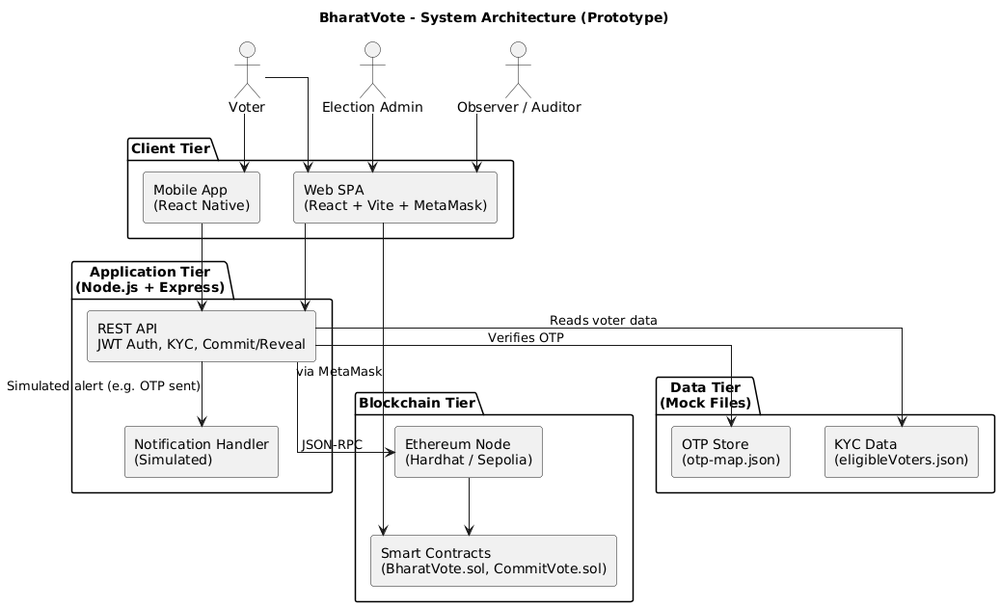 BharatVote - System Architecture (Prototype)
Voter
Election Admin
Observer / Auditor
Client Tier
Mobile App
(React Native)
Web SPA
(React + Vite + MetaMask)
Application Tier
(Node.js + Express)
REST API
JWT Auth, KYC, Commit/Reveal
Reads voter data
Verifies OTP
via MetaMask
Simulated alert (e.g. OTP sent)
Data Tier
(Mock Files)
Blockchain Tier
Notification Handler
(Simulated)
JSON-RPC
Ethereum Node
(Hardhat / Sepolia)
OTP Store
(otp-map.json)
KYC Data
(eligibleVoters.json)
Smart Contracts
(BharatVote.sol, CommitVote.sol)